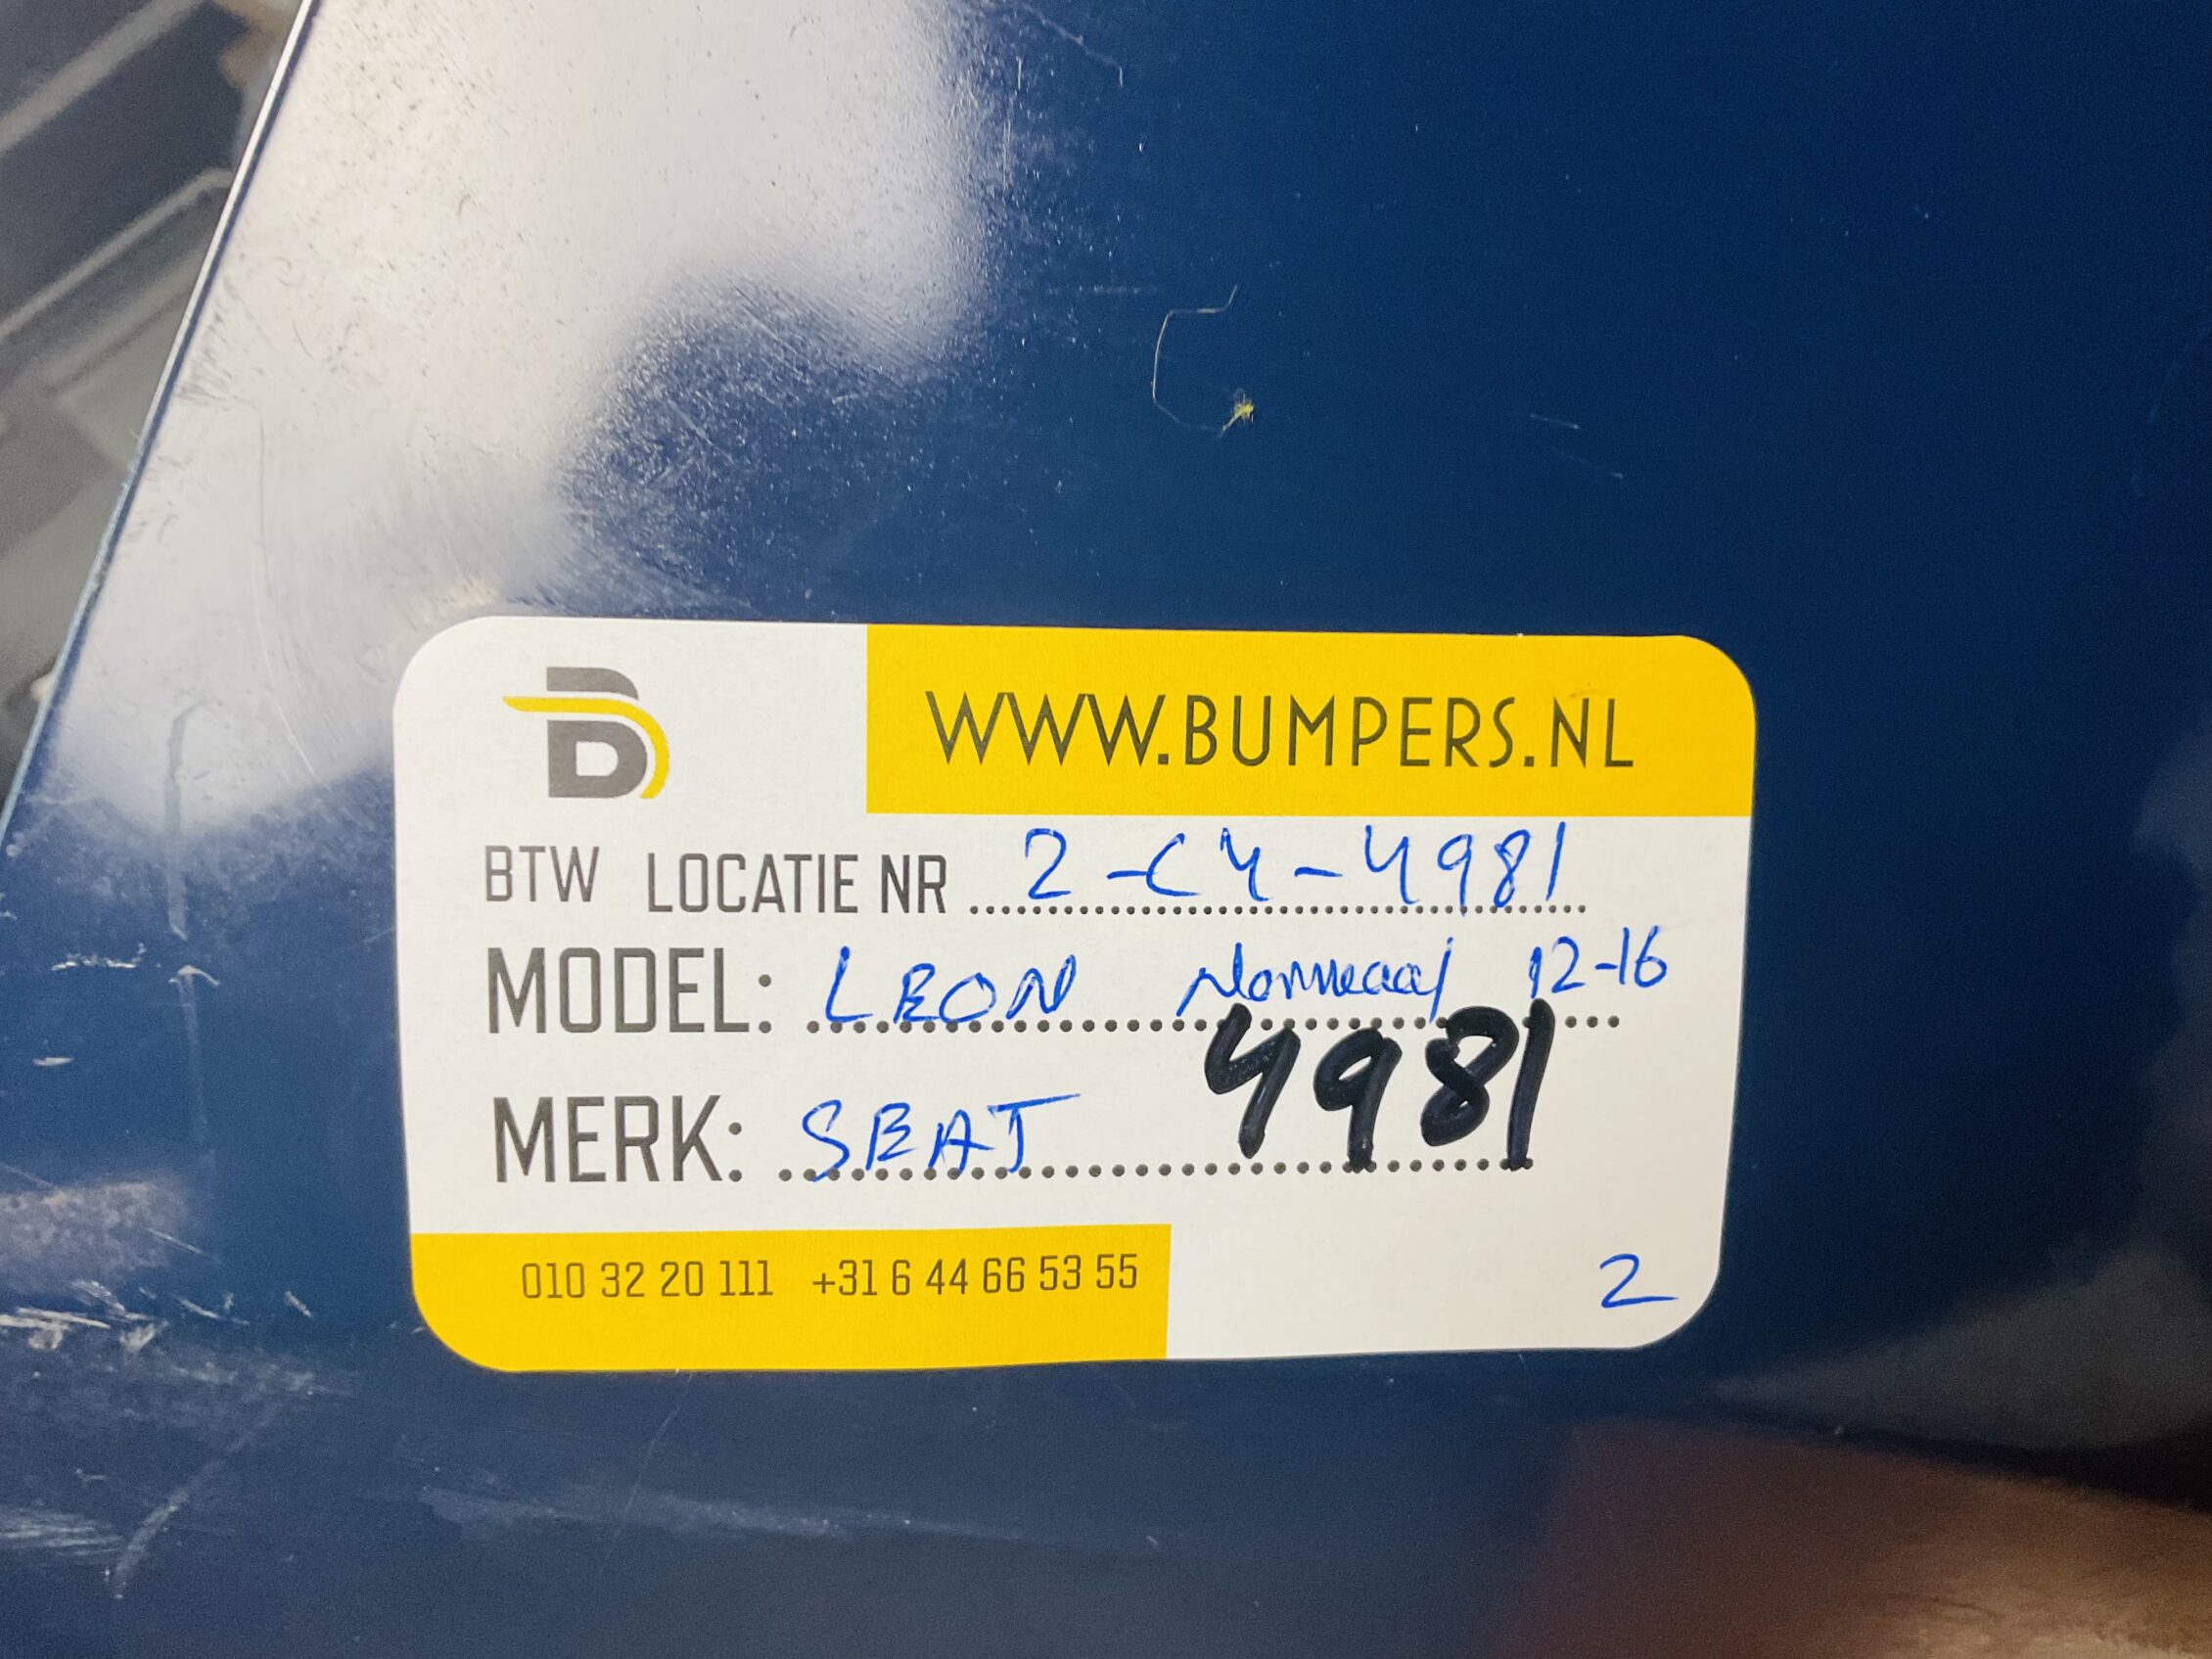 B
WWW.BUMPERS.NL
BTW LOCATIE NR 2-C4-4981
MODEL: LEON Normaal 12-16
4981
MERK: SEAT
010 32 20 111 +31 6 44 66 53 55
2